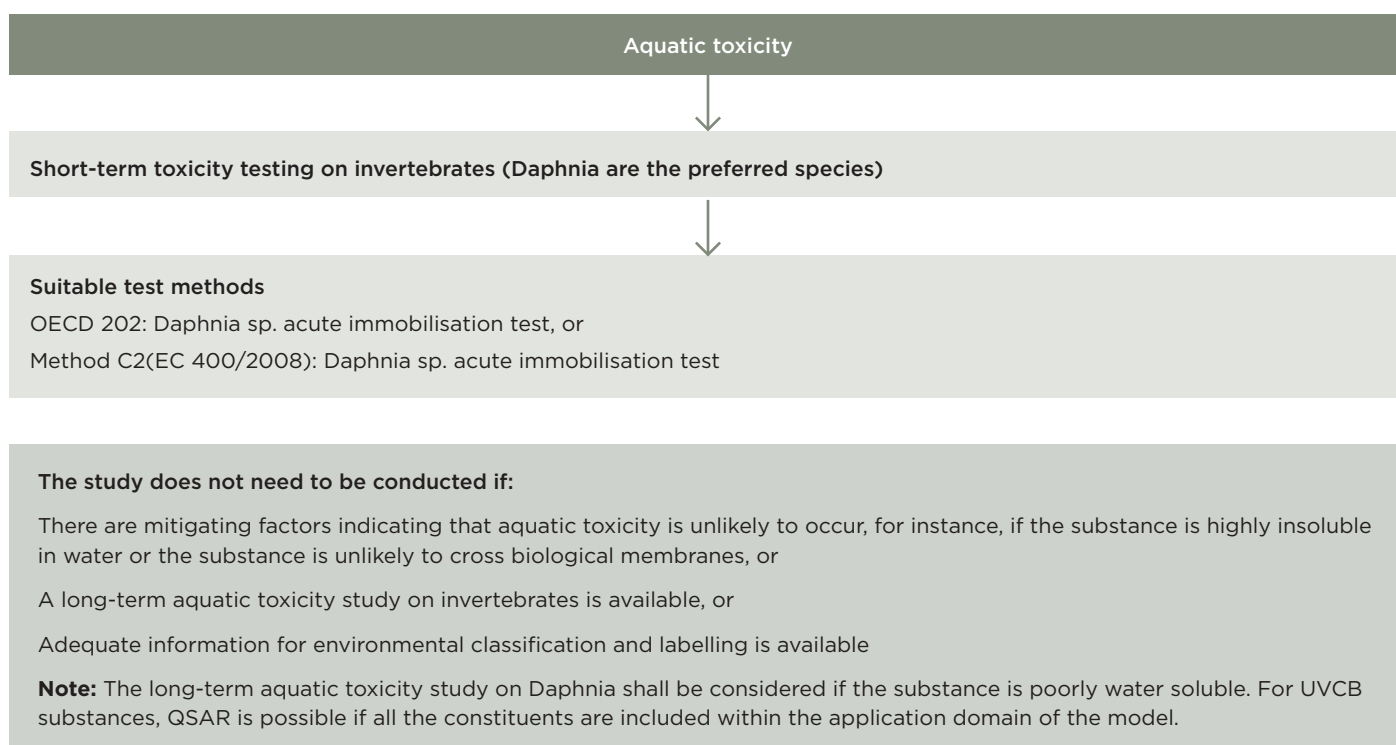 Aquatic toxicity
Short-term toxicity testing on invertebrates (Daphnia are the preferred species)
Suitable test methods
OECD 202: Daphnia sp. acute immobilisation test, or
Method C2(EC 400/2008): Daphnia sp. acute immobilisation test
The study does not need to be conducted if:
There are mitigating factors indicating that aquatic toxicity is unlikely to occur, for instance, if the substance is highly insoluble
in water or the substance is unlikely to cross biological membranes, or
A long-term aquatic toxicity study on invertebrates is available, or
Adequate information for environmental classification and labelling is available
Note: The long-term aquatic toxicity study on Daphnia shall be considered if the substance is poorly water soluble. For UVCB
substances, QSAR is possible if all the constituents are included within the application domain of the model.